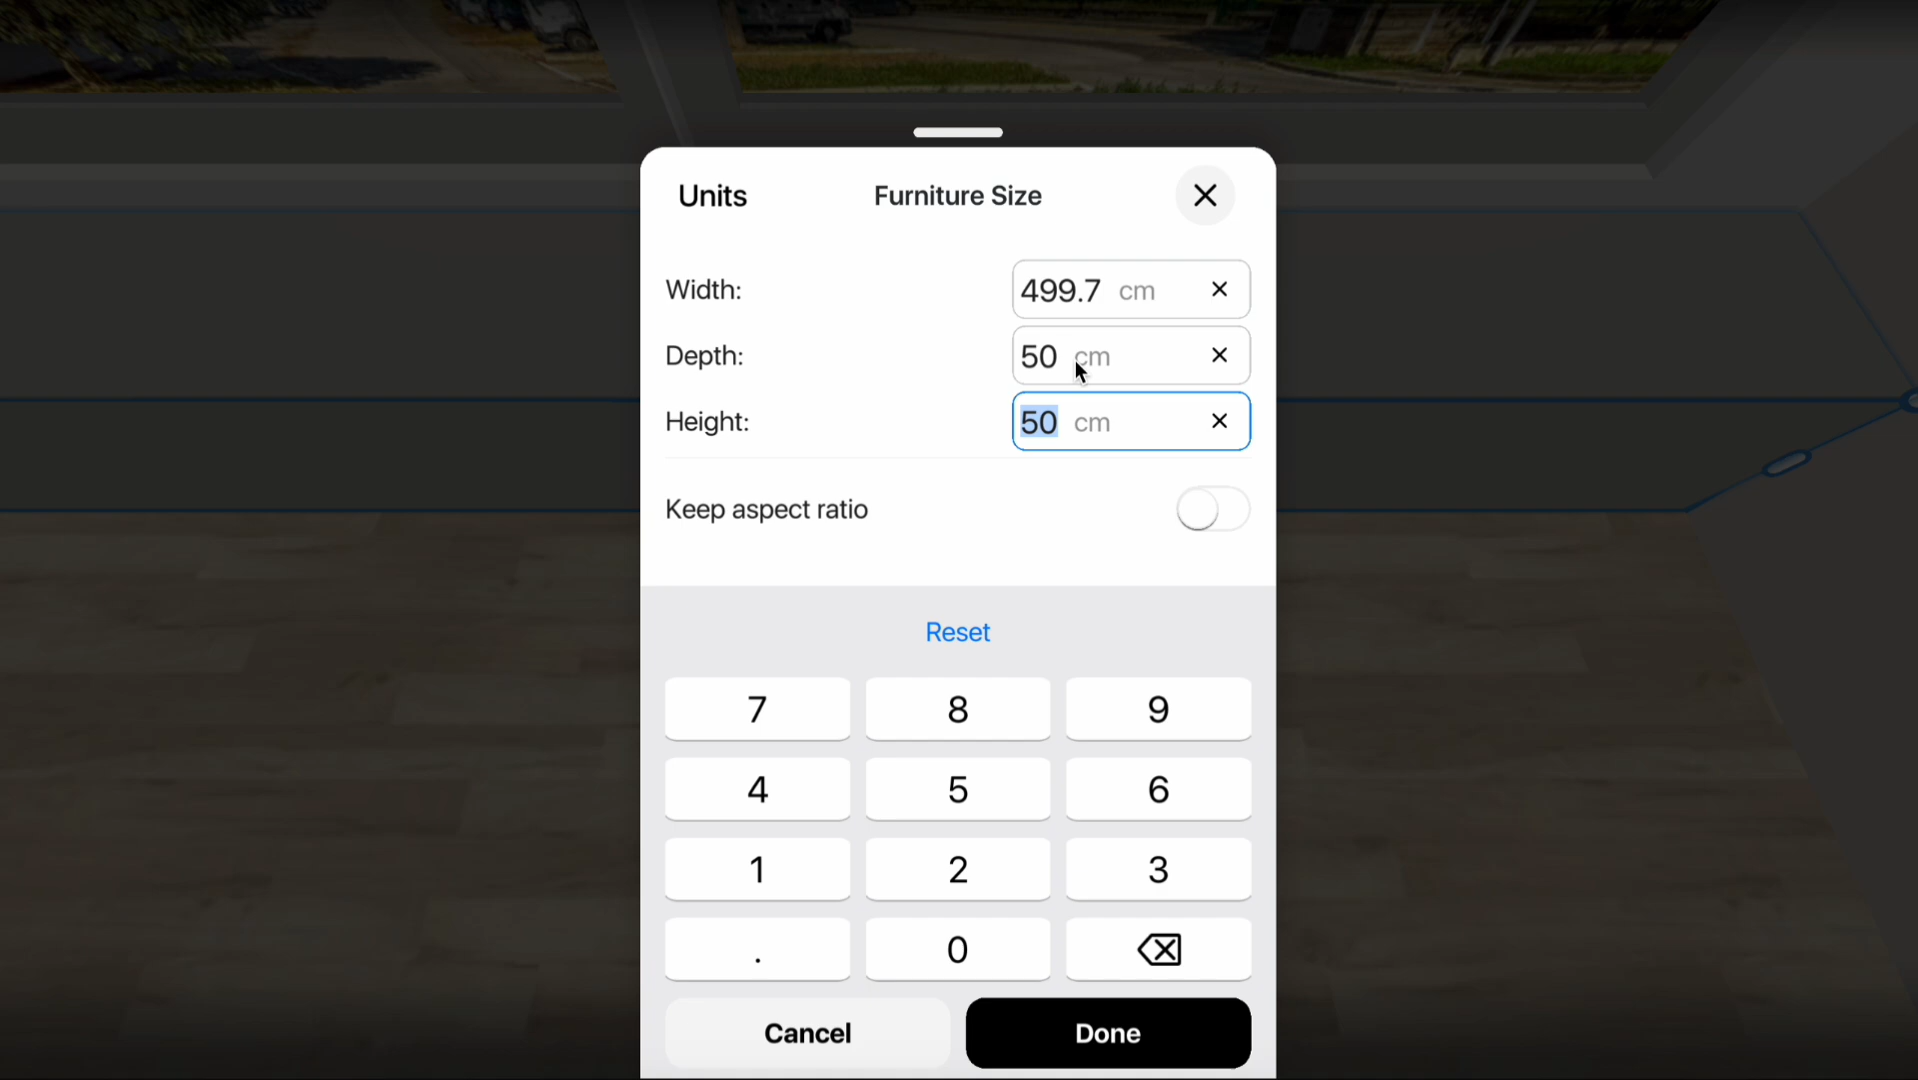 Units Furniture Size
Width: 499.7 cm
Depth: 50 cm
Height: 50 cm
Keep aspect ratio
Reset
7 8 9
4 5 6
1 2 3
. 0
Cancel Done